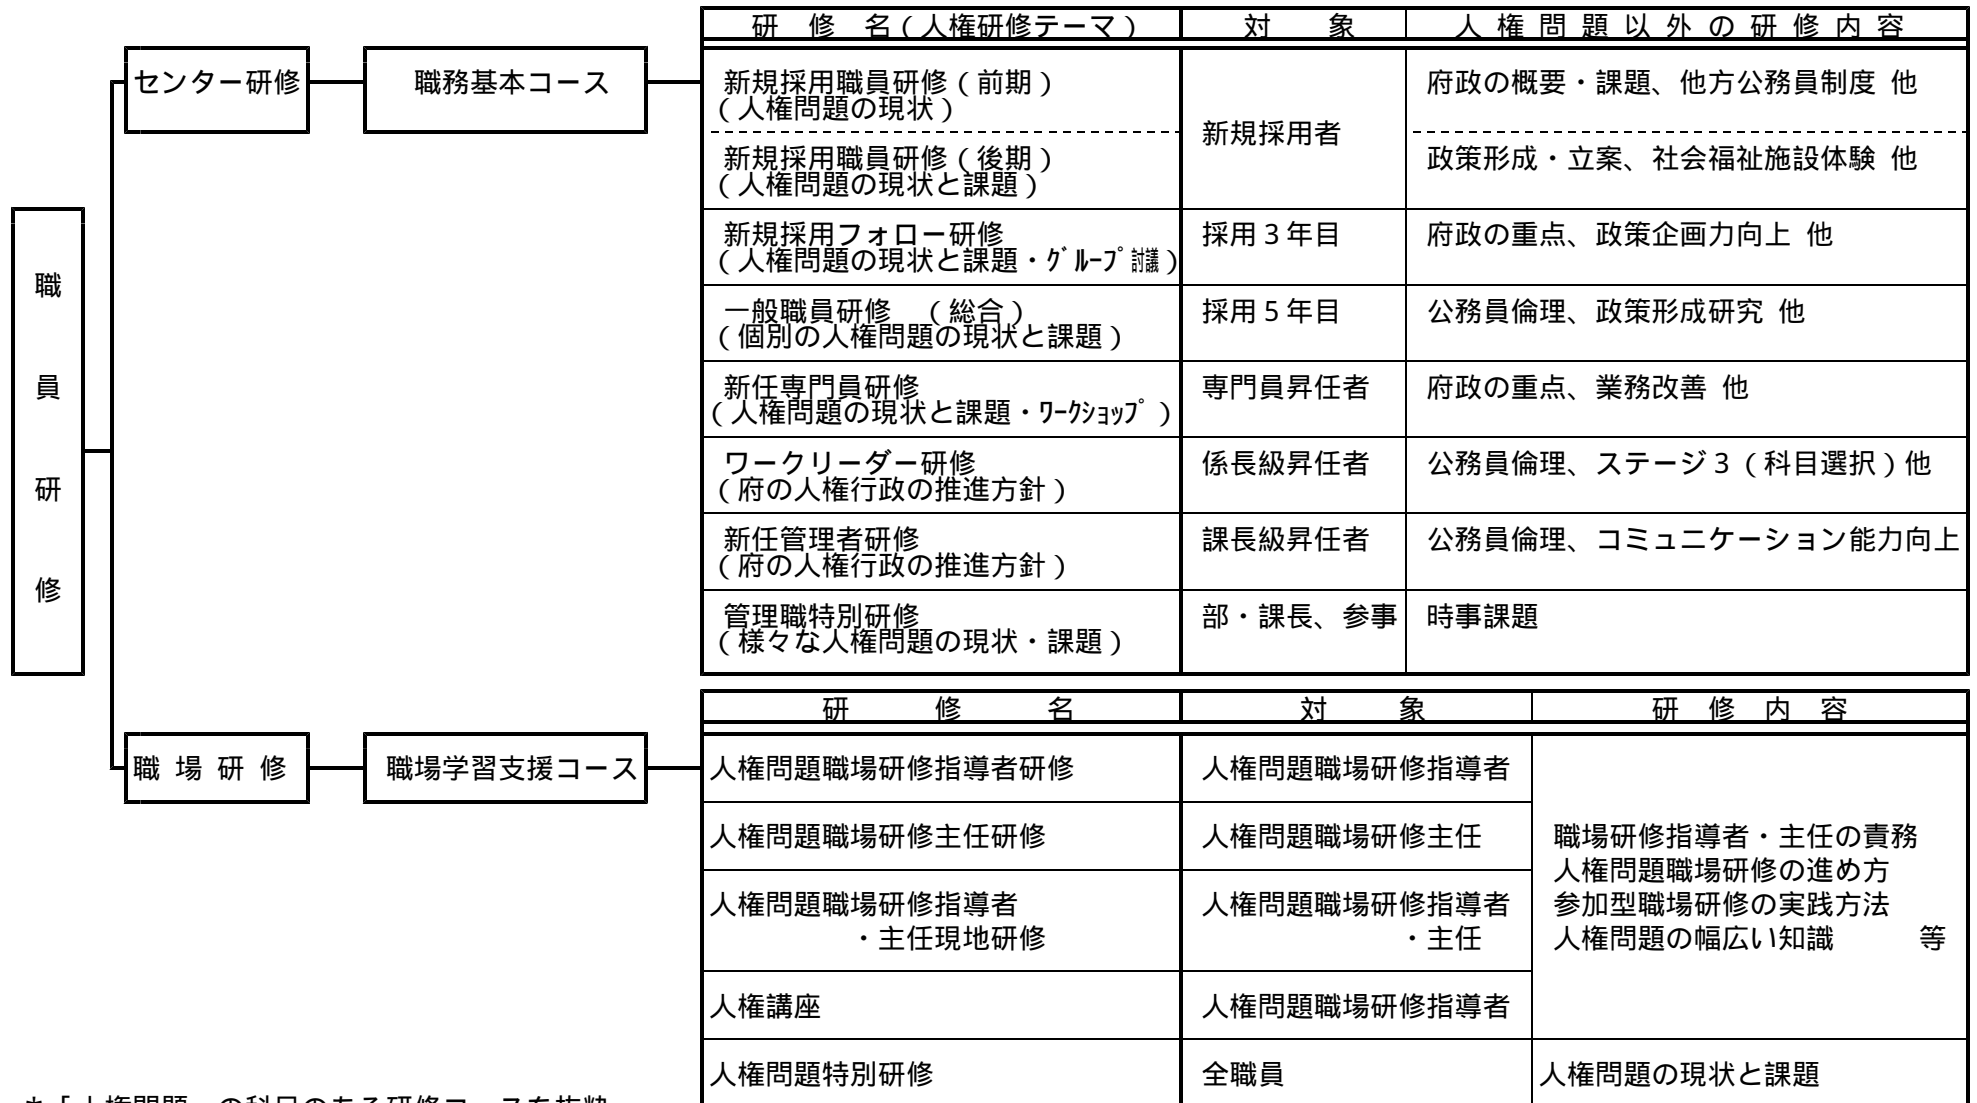 職員研修
センター研修
職務基本コース
研 修 名(人権研修テーマ) 対 象 人権問題以外の研修内容
新規採用職員研修(前期)
(人権問題の現状)
府政の概要・課題、他方公務員制度 他
新規採用者
新規採用職員研修(後期)
(人権問題の現状と課題)
政策形成・立案、社会福祉施設体験 他
新規採用フォロー研修 採用3年目 府政の重点、政策企画力向上 他
(人権問題の現状と課題・グループ討議)
一般職員研修 (総合) 採用5年目 公務員倫理、政策形成研究 他
(個別の人権問題の現状と課題)
新任専門員研修 専門員昇任者 府政の重点、業務改善 他
(人権問題の現状と課題・ワークショップ)
ワークリーダー研修 係長級昇任者 公務員倫理、ステージ3(科目選択)他
(府の人権行政の推進方針)
新任管理者研修 課長級昇任者 公務員倫理、コミュニケーション能力向上
(府の人権行政の推進方針)
管理職特別研修 部・課長、参事 時事課題
(様々な人権問題の現状・課題)
職場研修
職場学習支援コース
研 修 名 対 象 研修内容
人権問題職場研修指導者研修 人権問題職場研修指導者
人権問題職場研修主任研修 人権問題職場研修主任
人権問題職場研修指導者 人権問題職場研修指導者
・主任現地研修 ・主任
職場研修指導者・主任の責務
人権問題職場研修の進め方
参加型職場研修の実践方法
人権問題の幅広い知識 等
人権講座 人権問題職場研修指導者
人権問題特別研修 全職員 人権問題の現状と課題
*「人権問題」の科目のある研修コースを抜粋